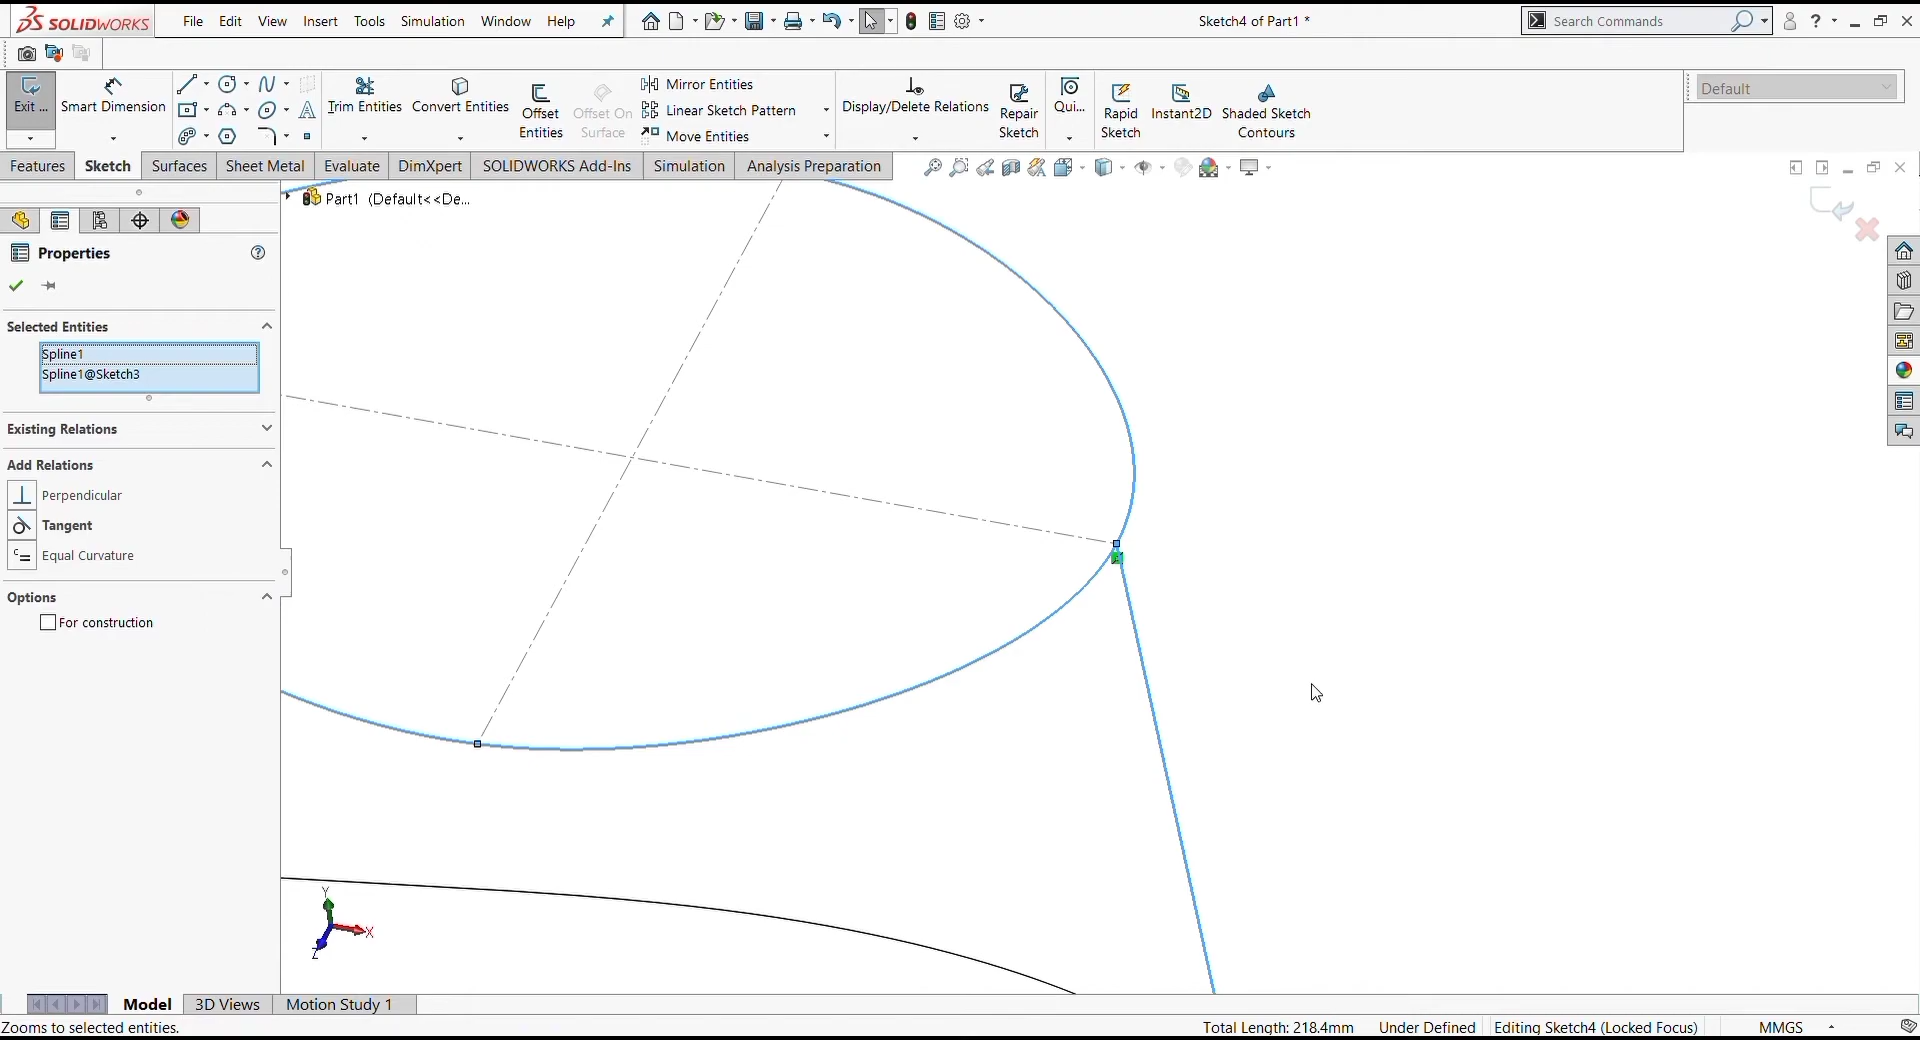 SOLIDWORKS File Edit View Insert Tools Simulation Window Help Sketch4 of Part1 * Search Commands ?
Exit ... Smart Dimension Trim Entities Convert Entities Offset Entities Offset On Surface Mirror Entities Linear Sketch Pattern Move Entities Display/Delete Relations Repair Sketch Qui... Rapid Sketch Instant2D Shaded Sketch Contours Default
Features Sketch Surfaces Sheet Metal Evaluate DimXpert SOLIDWORKS Add-Ins Simulation Analysis Preparation
Part1 (Default<<De...
Properties
Selected Entities
Spline1
Spline1@Sketch3
Existing Relations
Add Relations
Perpendicular
Tangent
Equal Curvature
Options
For construction
Y
X
Z
Model 3D Views Motion Study 1
Zooms to selected entities. Total Length: 218.4mm Under Defined Editing Sketch4 (Locked Focus) MMGS